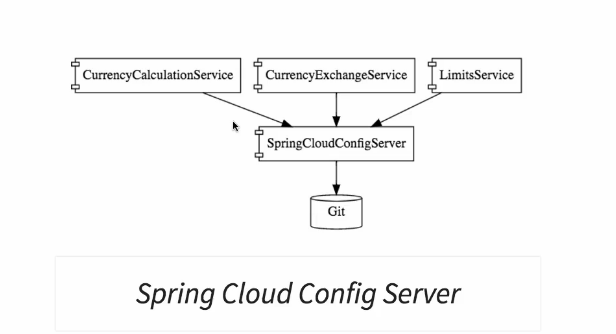 CurrencyCalculationService
CurrencyExchangeService
LimitsService
SpringCloudConfigServer
Git
Spring Cloud Config Server